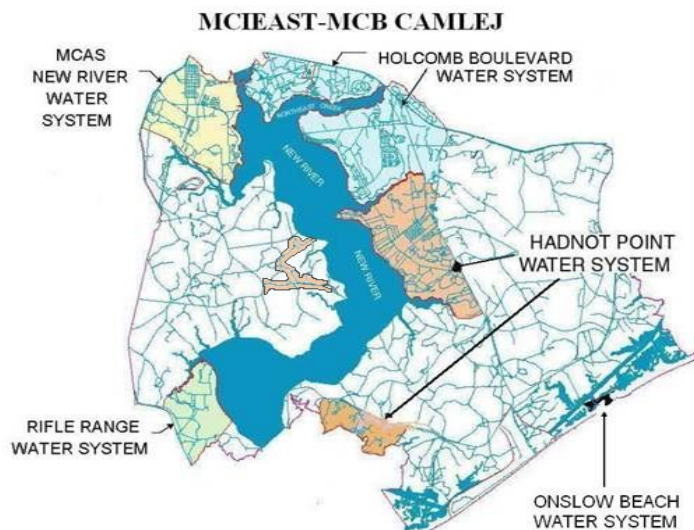 MCIEAST-MCB CAMLEJ
MCAS
NEW RIVER
WATER
SYSTEM
HOLCOMB BOULEVARD
WATER SYSTEM
NORTHEAST CREEK
NEW RIVER
HADNOT POINT
WATER SYSTEM
NEW RIVER
RIFLE RANGE
WATER SYSTEM
ONSLOW BEACH
WATER SYSTEM